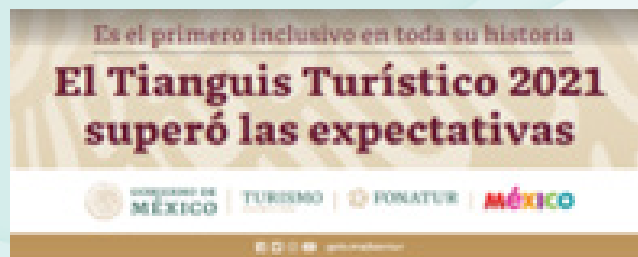 Es el primero inclusivo en toda su historia
El Tianguis Turístico 2021
superó las expectativas
GOBIERNO DE
MÉXICO
TURISMO
FONATUR
MéXICO